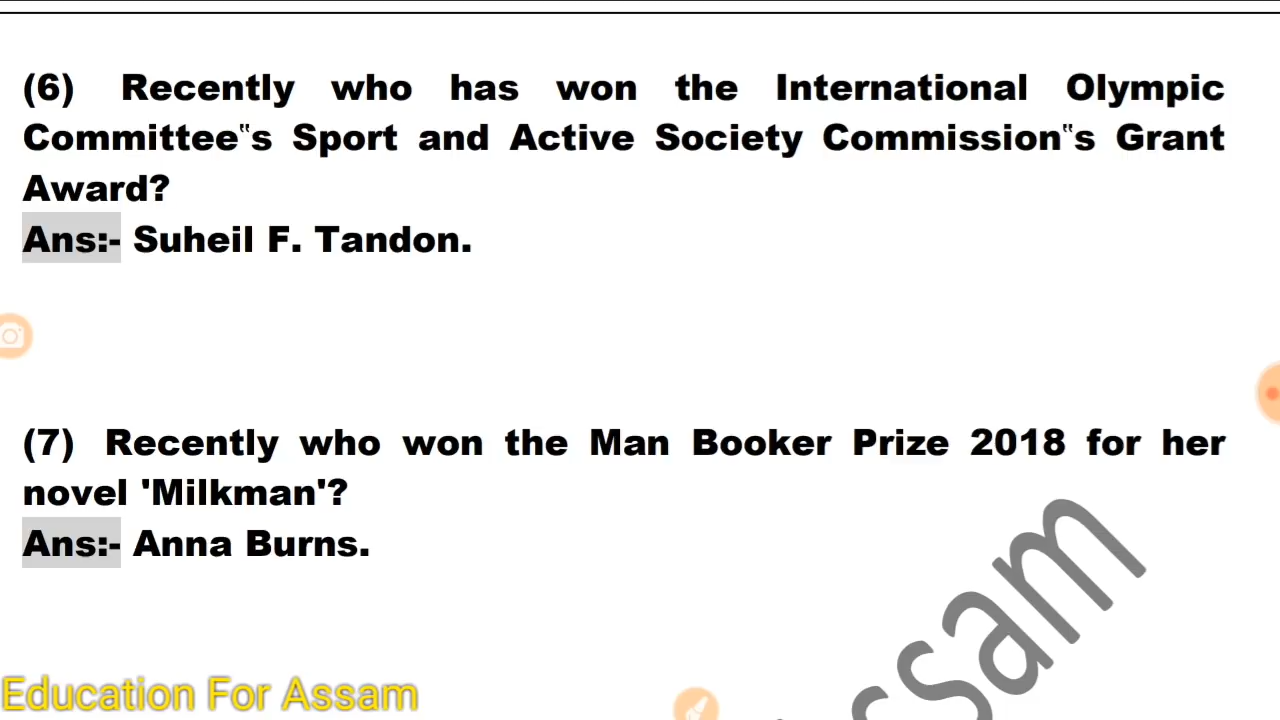 (6) Recently who has won the International Olympic
Committee‟s Sport and Active Society Commission‟s Grant
Award?
Ans:- Suheil F. Tandon.
(7) Recently who won the Man Booker Prize 2018 for her
novel 'Milkman'?
Ans:- Anna Burns.
ssam
Education For Assam